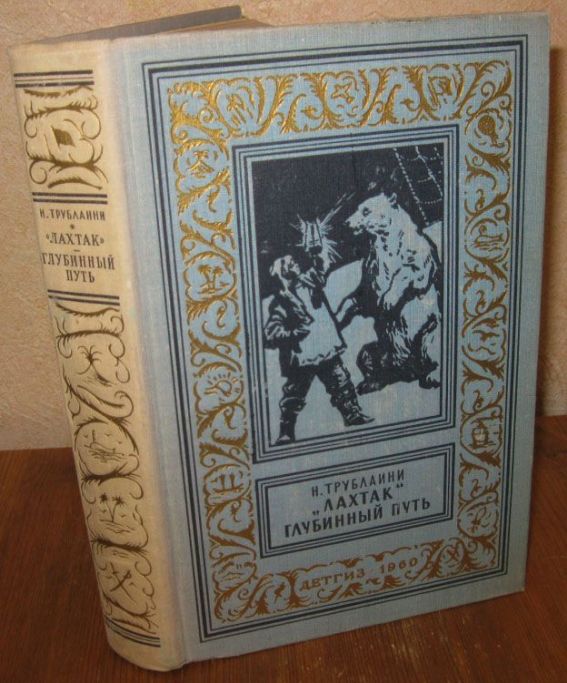 Н. ТРУБЛАИНИ
"ЛАХТАК"
ГЛУБИННЫЙ
ПУТЬ
Н. ТРУБЛАИНИ
„ЛАХТАК“
ГЛУБИННЫЙ ПУТЬ
ДЕТГИЗ 1960